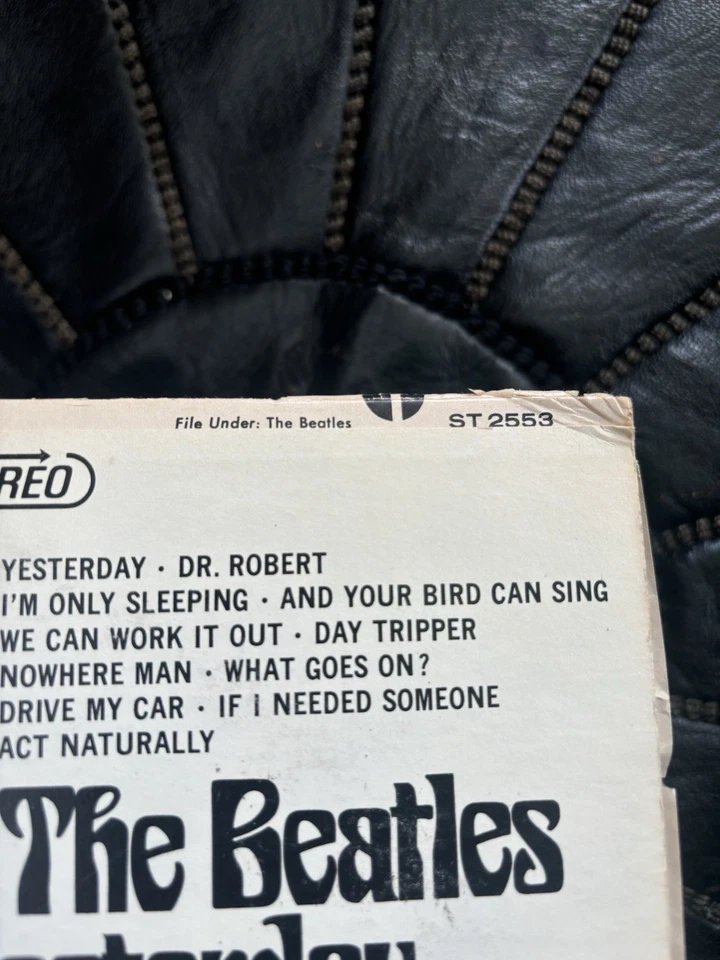 File Under: The Beatles
ST 2553
REO
YESTERDAY · DR. ROBERT
I'M ONLY SLEEPING · AND YOUR BIRD CAN SING
WE CAN WORK IT OUT · DAY TRIPPER
NOWHERE MAN · WHAT GOES ON?
DRIVE MY CAR · IF I NEEDED SOMEONE
ACT NATURALLY
The Beatles